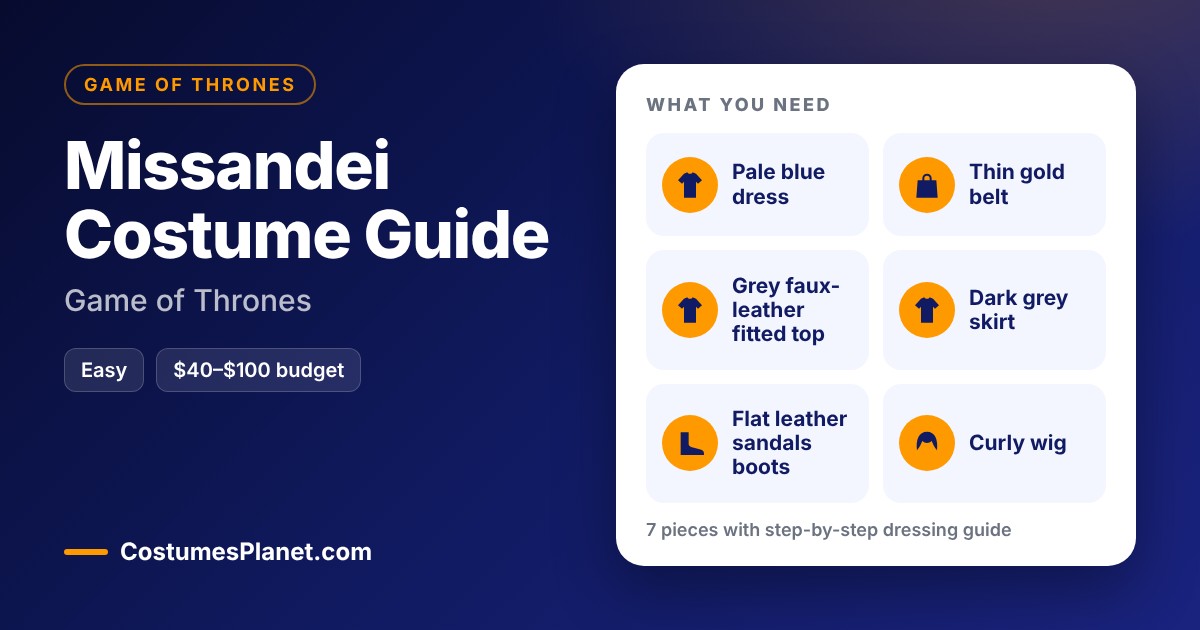 GAME OF THRONES
Missandei
Costume Guide
Game of Thrones
Easy
$40–$100 budget
CostumesPlanet.com
WHAT YOU NEED
Pale blue
dress
Thin gold
belt
Grey faux-
leather
fitted top
Dark grey
skirt
Flat leather
sandals
boots
Curly wig
7 pieces with step-by-step dressing guide